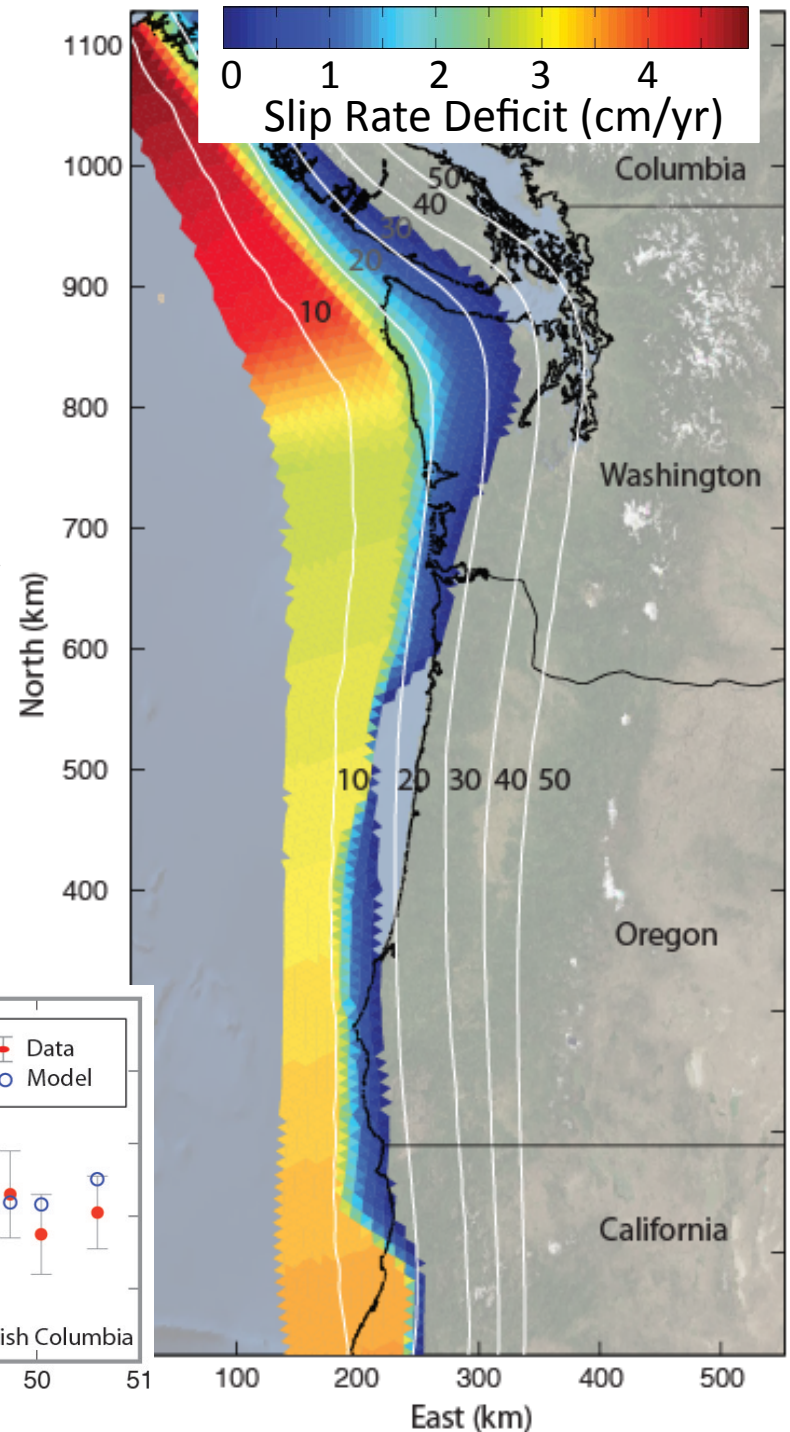 0 1 2 3 4
Slip Rate Deficit (cm/yr)
1100
1000
900
800
700
600
500
400
North (km)
Columbia
50
40
30
20
10
Washington
10 20 30 40 50
Oregon
California
Data
Model
ish Columbia
50 51
100 200 300 400 500
East (km)